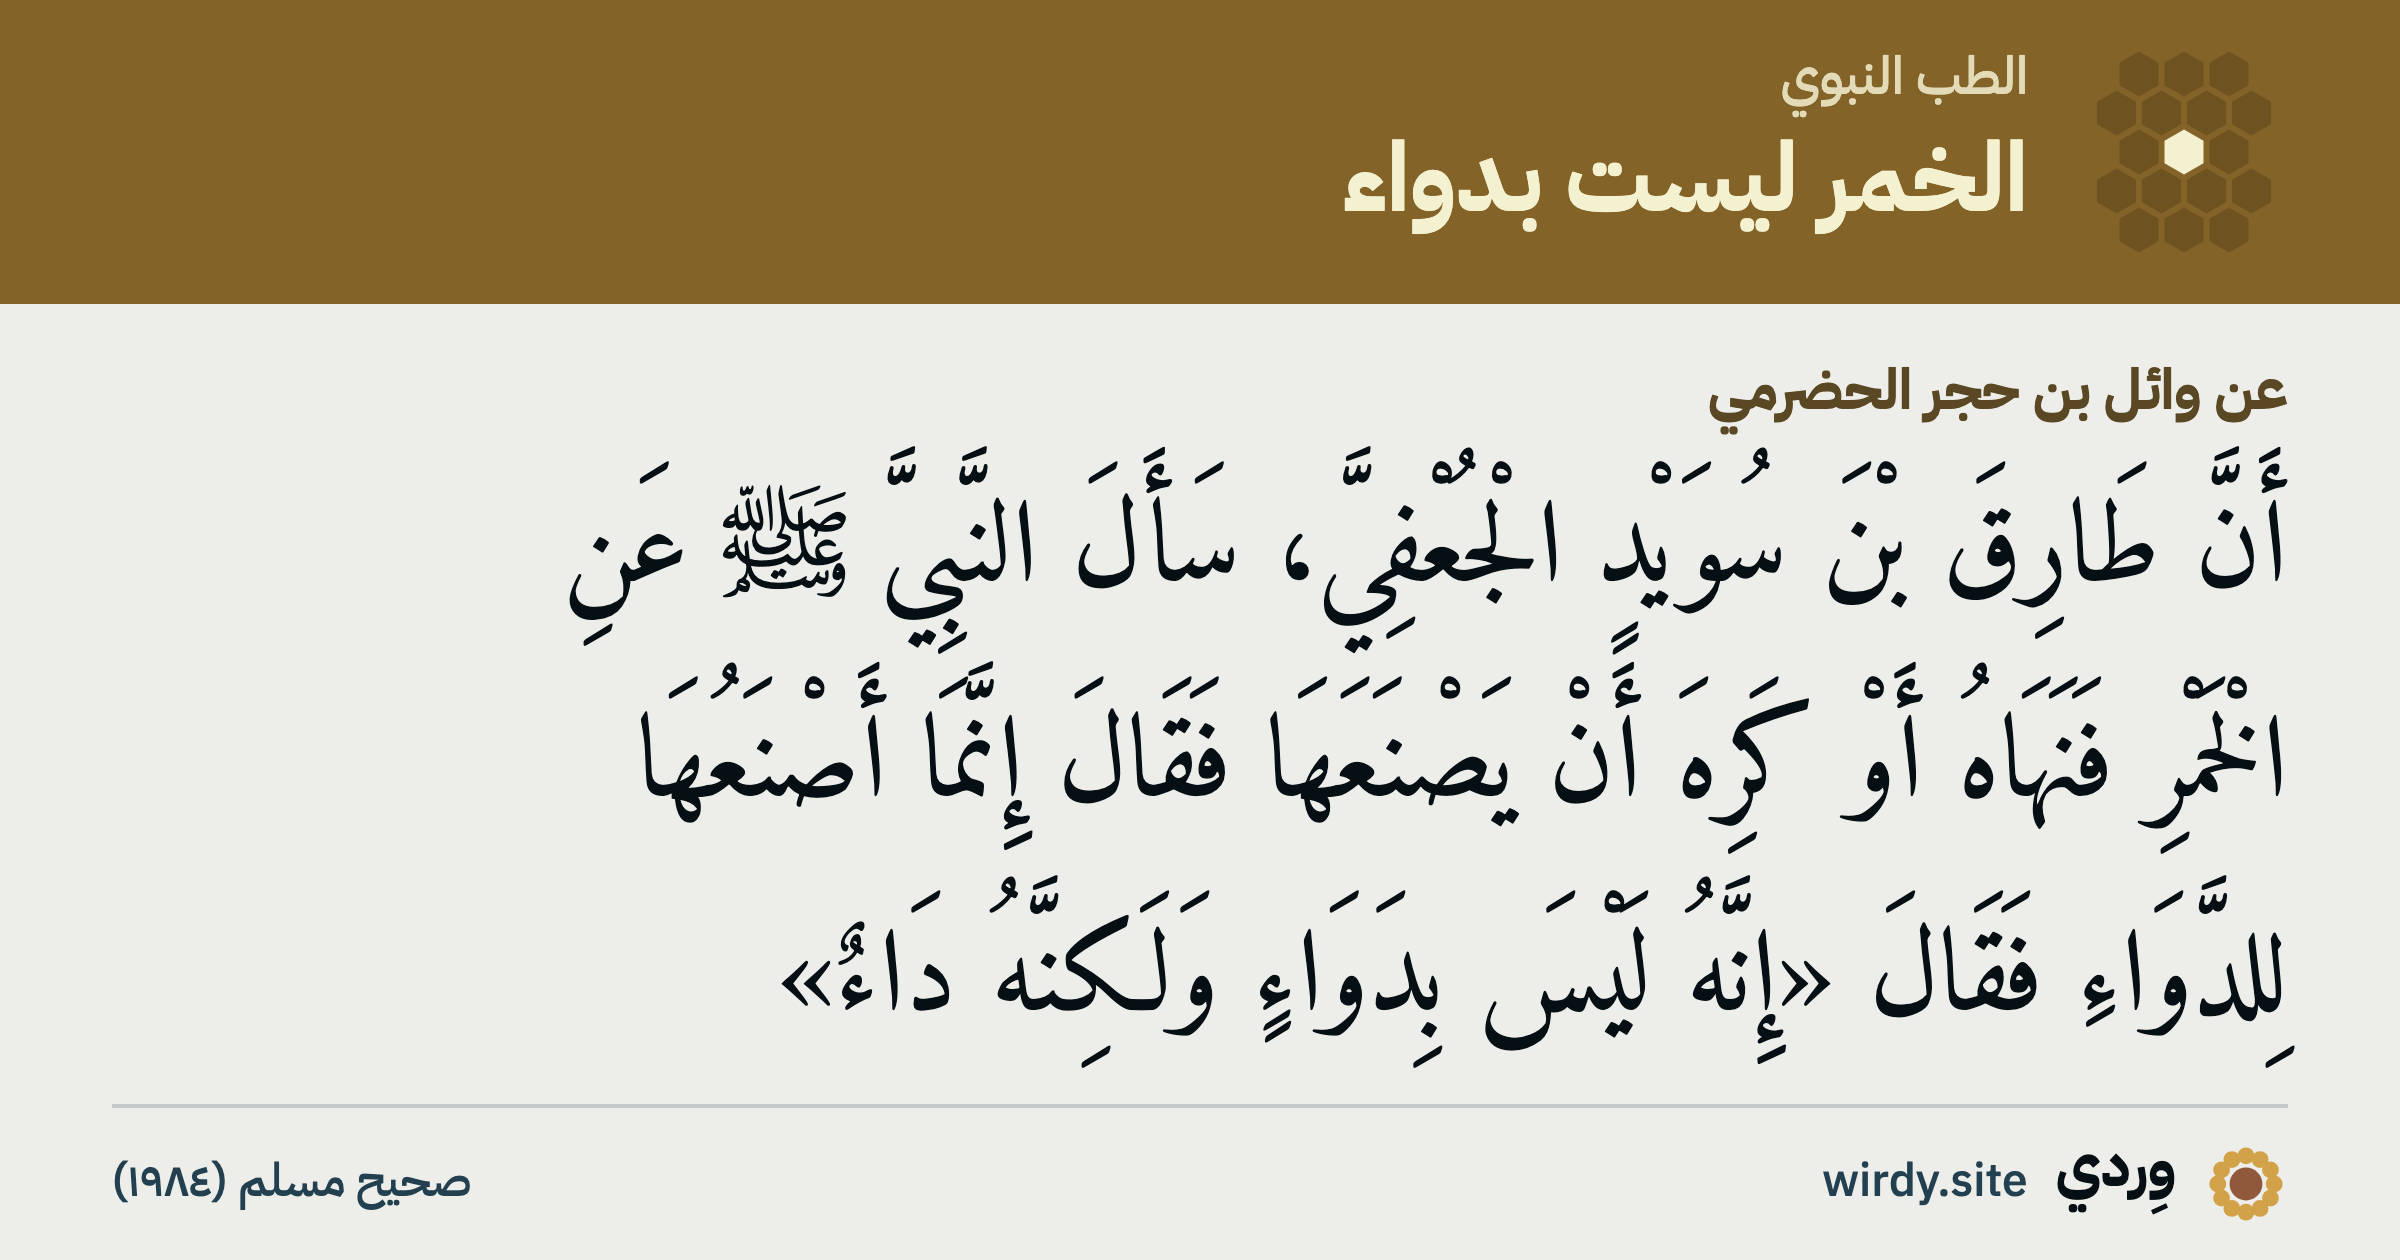 الطب النبوي
الخمر ليست بدواء
عن وائل بن حجر الحضرمي
أَنَّ طَارِقَ بْنَ سُوَيْدٍ الْجُعْفِيَّ، سَأَلَ النَّبِيَّ ﷺ عَنِ
الْخَمْرِ فَنَهَاهُ أَوْ كَرِهَ أَنْ يَصْنَعَهَا فَقَالَ إِنَّمَا أَصْنَعُهَا
لِلدَّوَاءِ فَقَالَ «إِنَّهُ لَيْسَ بِدَوَاءٍ وَلَـكِنَّهُ دَاءٌ»
وِردي wirdy.site
صحيح مسلم (١٩٨٤)